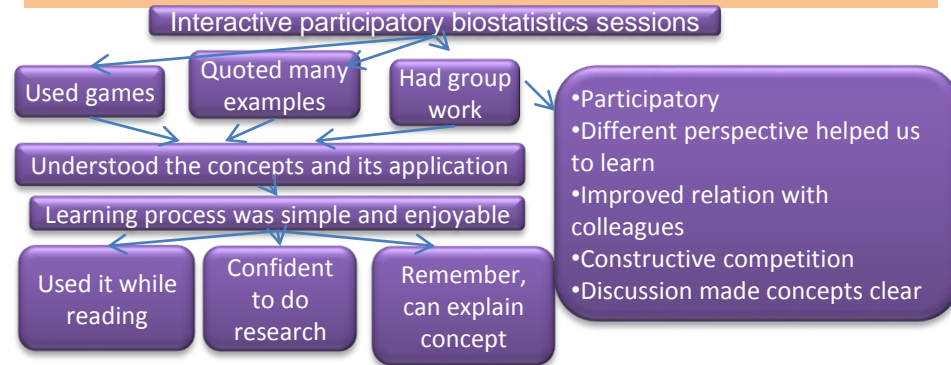 Interactive participatory biostatistics sessions
Used games
Quoted many
examples
Had group
work
•Participatory
•Different perspective helped us
to learn
•Improved relation with
colleagues
•Constructive competition
•Discussion made concepts clear
Understood the concepts and its application
Learning process was simple and enjoyable
Used it while
reading
Confident
to do
research
Remember,
can explain
concept